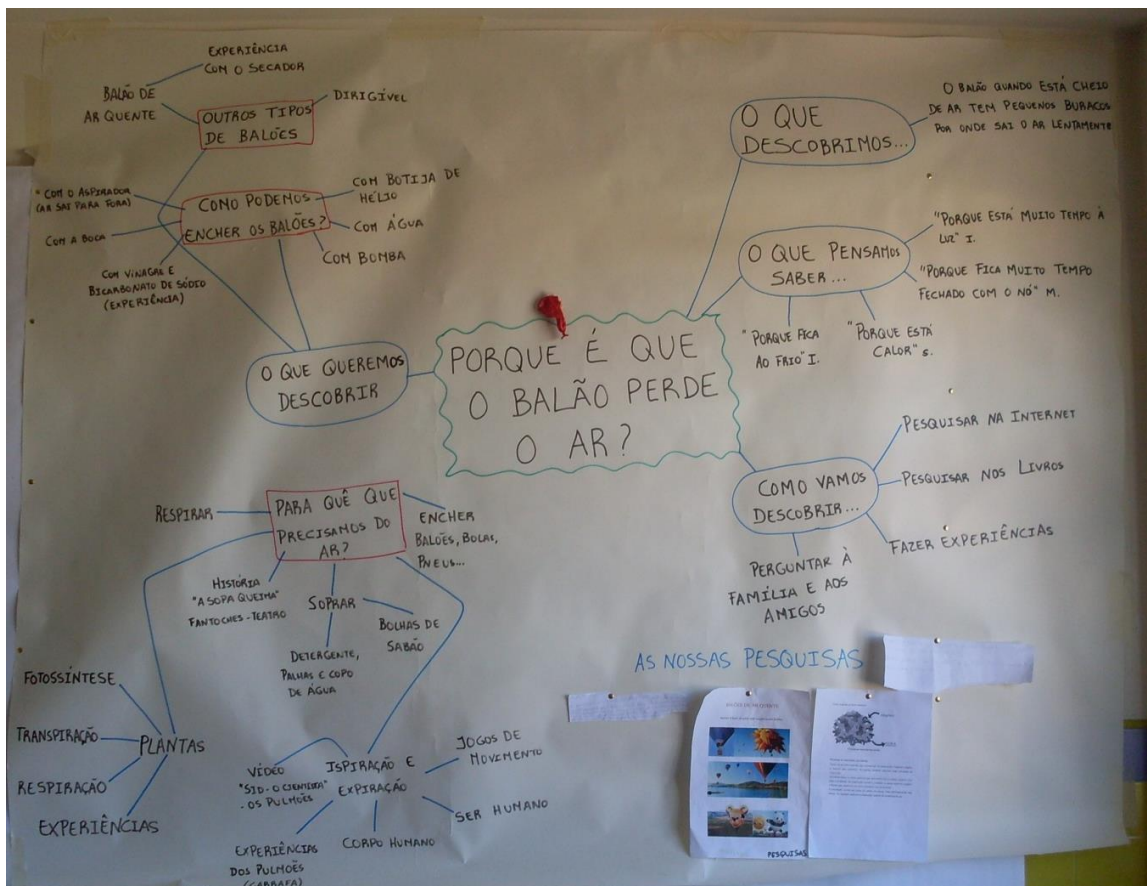 EXPERIÊNCIA
COM O SECADOR
BALÃO DE
AR QUENTE
OUTROS TIPOS
DE BALÕES
DIRIGÍVEL
"COM O ASPIRADOR
(AR SAI PARA FORA)
COM A BOCA
COM VINAGRE E
BICARBONATO DE SÓDIO
(EXPERIÊNCIA)
COMO PODEMOS
ENCHER OS BALÕES?
COM BOTIJA DE
HÉLIO
COM ÁGUA
COM BOMBA
O QUE QUEREMOS
DESCOBRIR
PORQUE É QUE
O BALÃO PERDE
O AR?
O QUE
DESCOBRIMOS...
O BALÃO QUANDO ESTÁ CHEIO
DE AR TEM PEQUENOS BURACOS
POR ONDE SAI O AR LENTAMENTE
O QUE PENSAMOS
SABER...
"PORQUE ESTÁ MUITO TEMPO À
LUZ" I.
"PORQUE FICA MUITO TEMPO
FECHADO COM O NÓ" M.
"PORQUE FICA
AO FRIO" I.
"PORQUE ESTÁ
CALOR" S.
COMO VAMOS
DESCOBRIR...
PESQUISAR NA INTERNET
PESQUISAR NOS LIVROS
FAZER EXPERIÊNCIAS
PERGUNTAR À
FAMÍLIA E AOS
AMIGOS
RESPIRAR
PARA QUÊ QUE
PRECISAMOS DO
AR?
ENCHER
BALÕES, BOLAS,
PNEUS...
HISTÓRIA
"A SOPA QUEIMA"
FANTOCHES - TEATRO
SOPRAR
BOLHAS DE
SABÃO
DETERGENTE,
PALHAS E COPO
DE ÁGUA
FOTOSSÍNTESE
TRANSPIRAÇÃO
RESPIRAÇÃO
EXPERIÊNCIAS
PLANTAS
VÍDEO
"SID - O CIENTISTA"
- OS PULMÕES
ISPIRAÇÃO E
EXPIRAÇÃO
JOGOS DE
MOVIMENTO
SER HUMANO
CORPO HUMANO
EXPERIÊNCIAS
DOS PULMÕES
(GARRAFA)
AS NOSSAS PESQUISAS
PESQUISAS